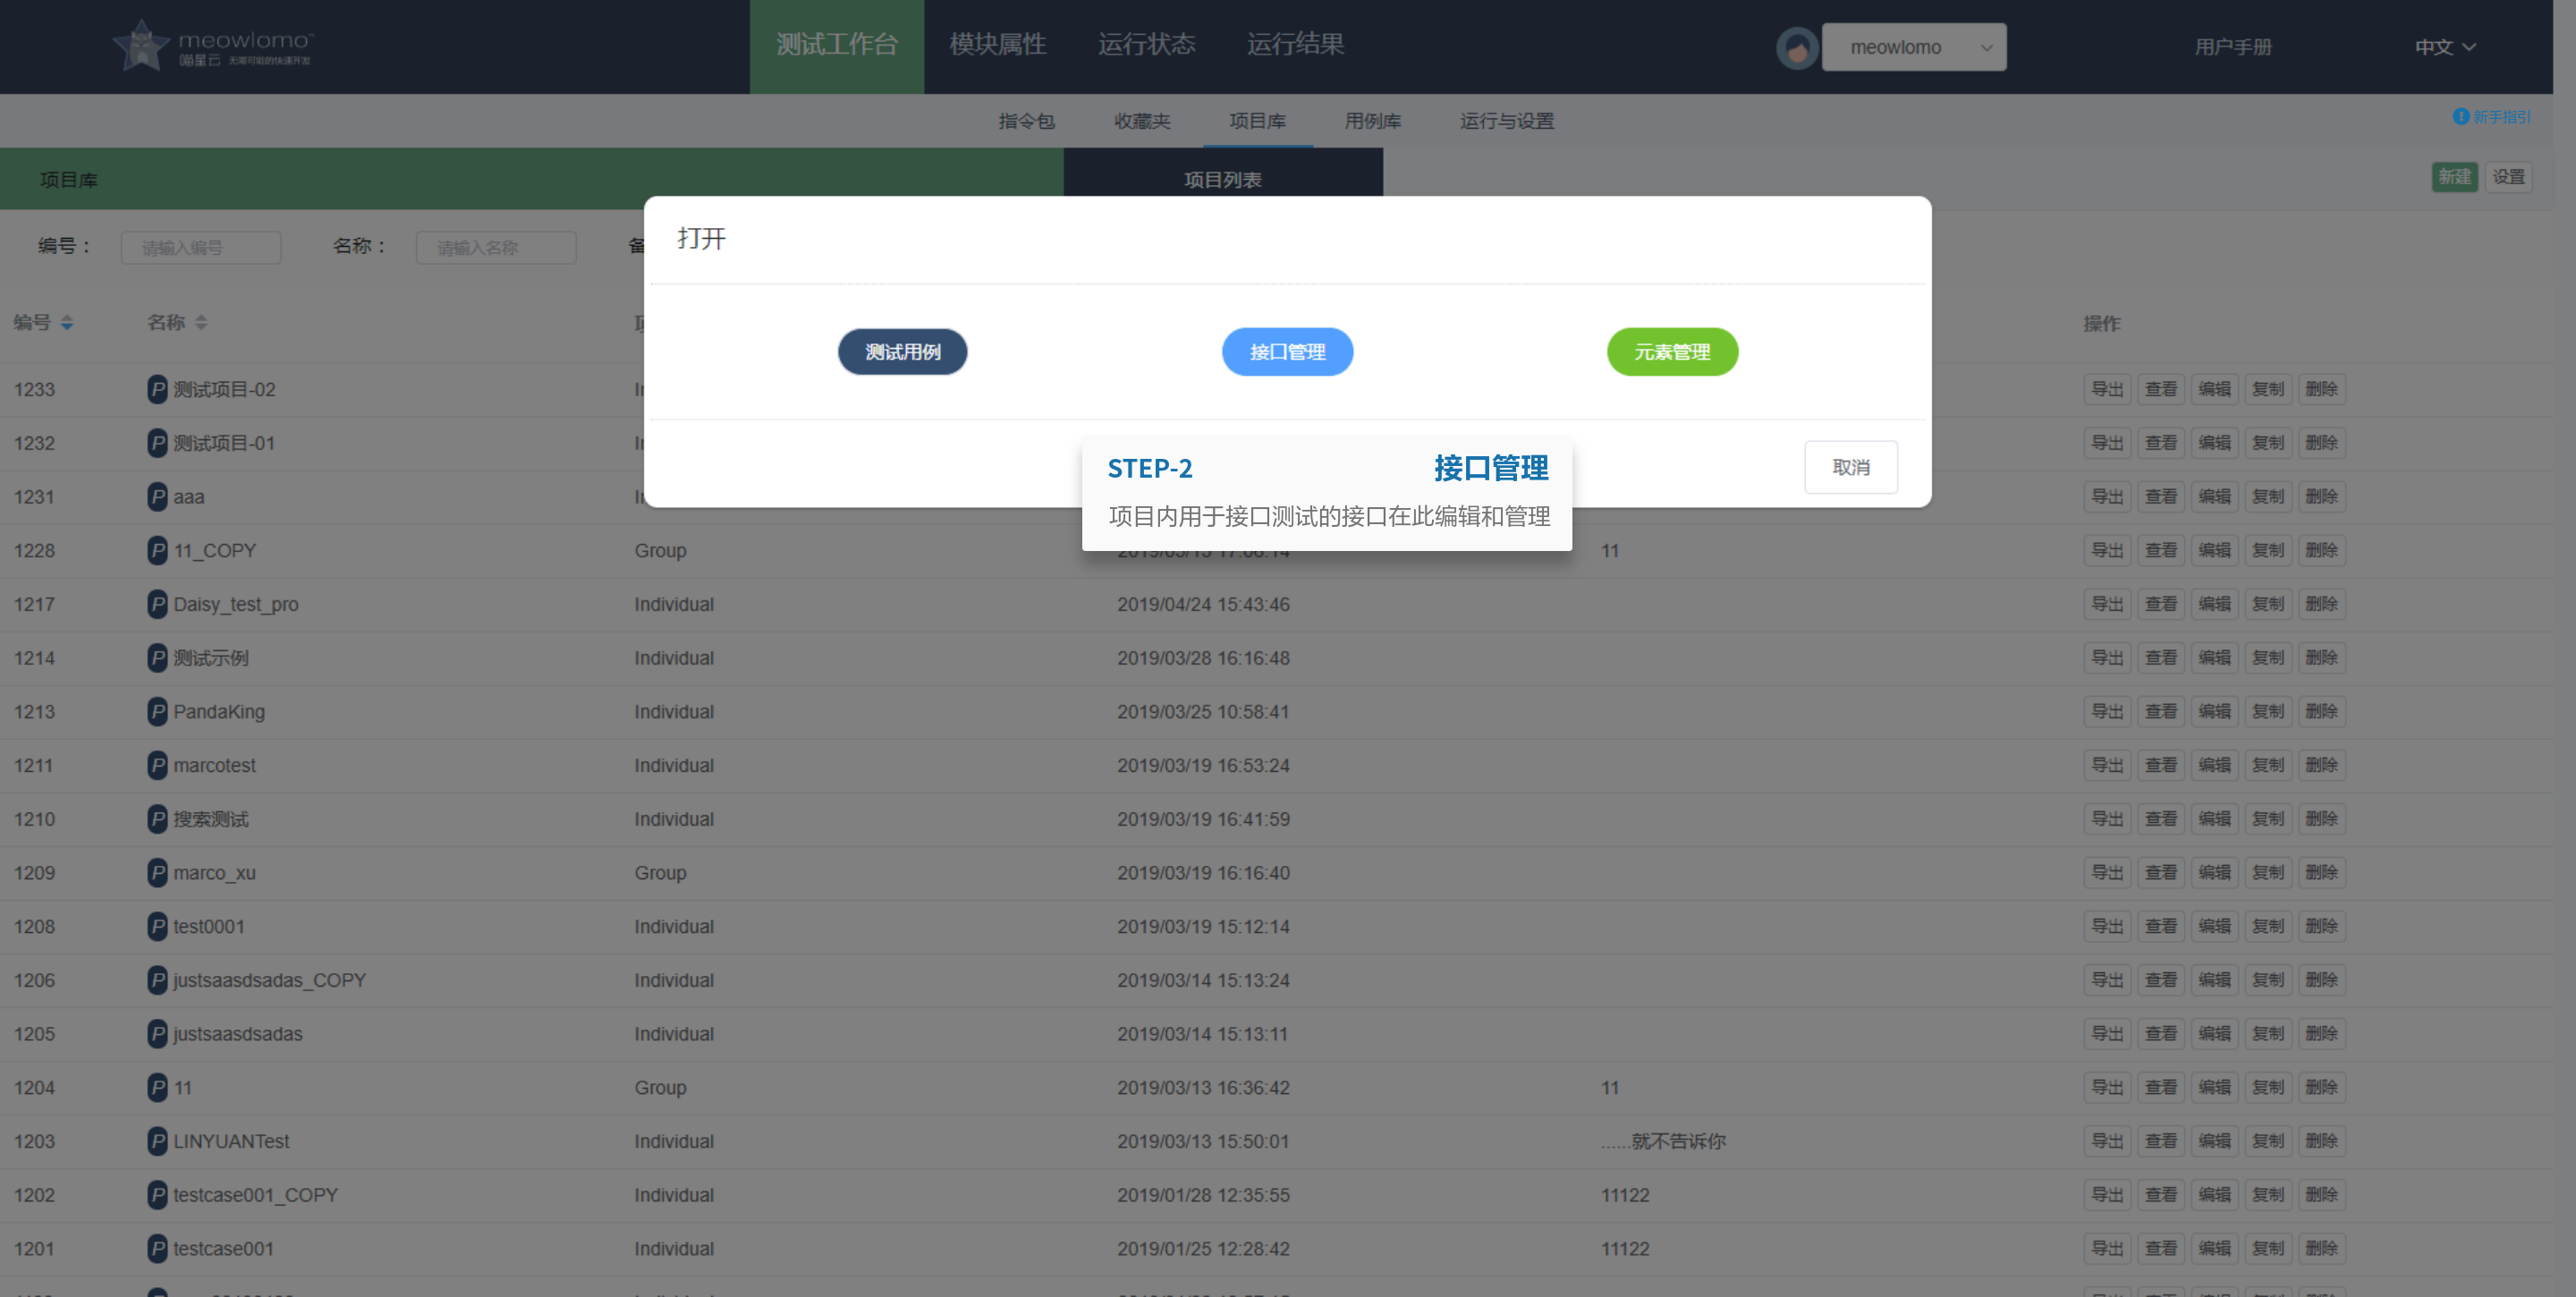 meowlomo™
喵星云 无限可能的快速开发
测试工作台 模块属性 运行状态 运行结果
meowlomo
用户手册
中文
指令包 收藏夹 项目库 用例库 运行与设置
新手指引
项目库
项目列表
新建 设置
编号： 请输入编号 名称： 请输入名称
打开
测试用例 接口管理 元素管理
取消
STEP-2 接口管理
项目内用于接口测试的接口在此编辑和管理
编号 名称 操作
1233 P 测试项目-02 导出 查看 编辑 复制 删除
1232 P 测试项目-01 导出 查看 编辑 复制 删除
1231 P aaa 导出 查看 编辑 复制 删除
1228 P 11_COPY Group 11 导出 查看 编辑 复制 删除
1217 P Daisy_test_pro Individual 2019/04/24 15:43:46 导出 查看 编辑 复制 删除
1214 P 测试示例 Individual 2019/03/28 16:16:48 导出 查看 编辑 复制 删除
1213 P PandaKing Individual 2019/03/25 10:58:41 导出 查看 编辑 复制 删除
1211 P marcotest Individual 2019/03/19 16:53:24 导出 查看 编辑 复制 删除
1210 P 搜索测试 Individual 2019/03/19 16:41:59 导出 查看 编辑 复制 删除
1209 P marco_xu Group 2019/03/19 16:16:40 导出 查看 编辑 复制 删除
1208 P test0001 Individual 2019/03/19 15:12:14 导出 查看 编辑 复制 删除
1206 P justsaasdsadas_COPY Individual 2019/03/14 15:13:24 导出 查看 编辑 复制 删除
1205 P justsaasdsadas Individual 2019/03/14 15:13:11 导出 查看 编辑 复制 删除
1204 P 11 Group 2019/03/13 16:36:42 11 导出 查看 编辑 复制 删除
1203 P LINYUANTest Individual 2019/03/13 15:50:01 ......就不告诉你 导出 查看 编辑 复制 删除
1202 P testcase001_COPY Individual 2019/01/28 12:35:55 11122 导出 查看 编辑 复制 删除
1201 P testcase001 Individual 2019/01/25 12:28:42 11122 导出 查看 编辑 复制 删除